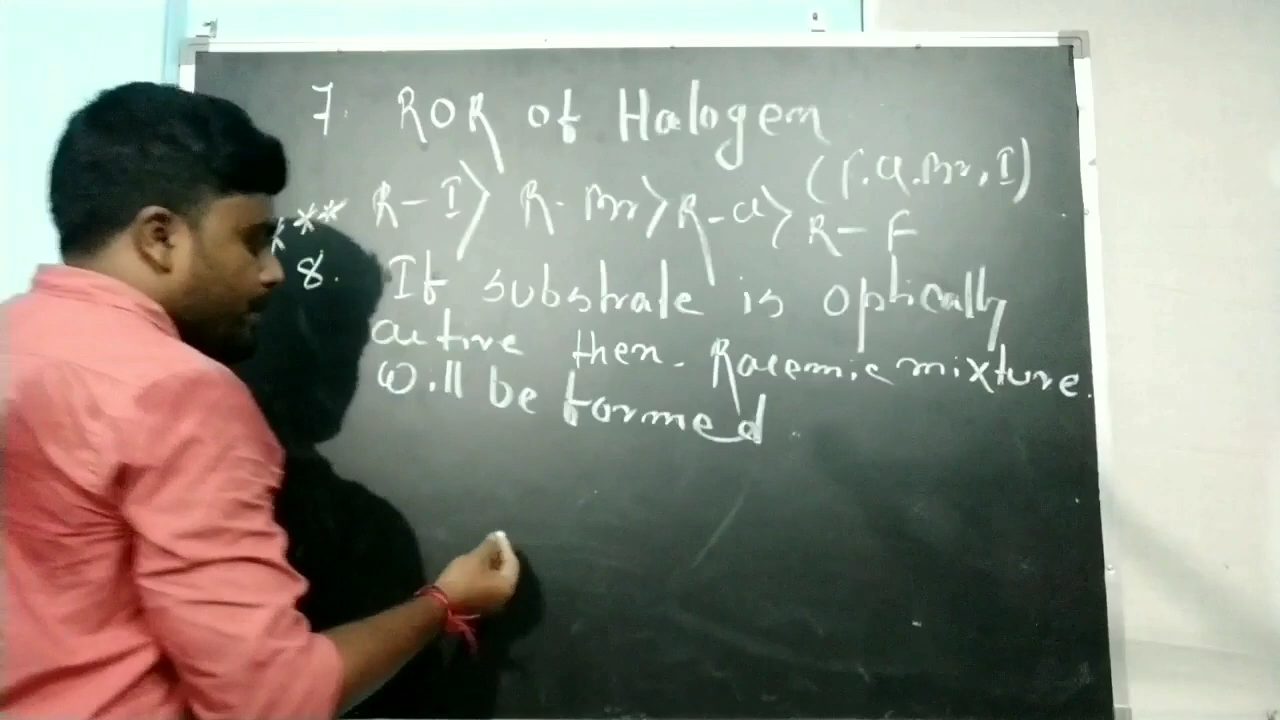 7. ROR of Halogen
(F, Cl, Br, I)
R-I > R-Br > R-Cl > R-F
***
8. If substrate is optically
active then Racemic mixture
will be formed